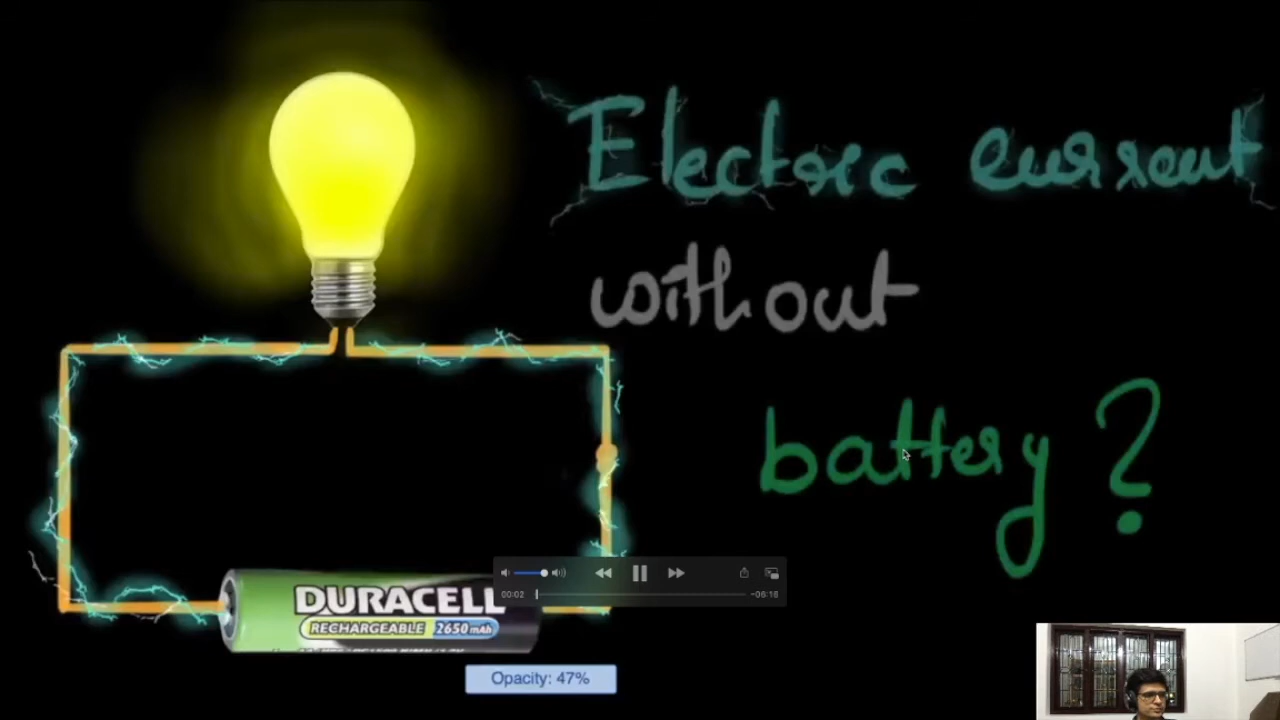 Electric current
without
battery ?
DURACELL
RECHARGEABLE 2650 mAh
00:02
-06:16
Opacity: 47%